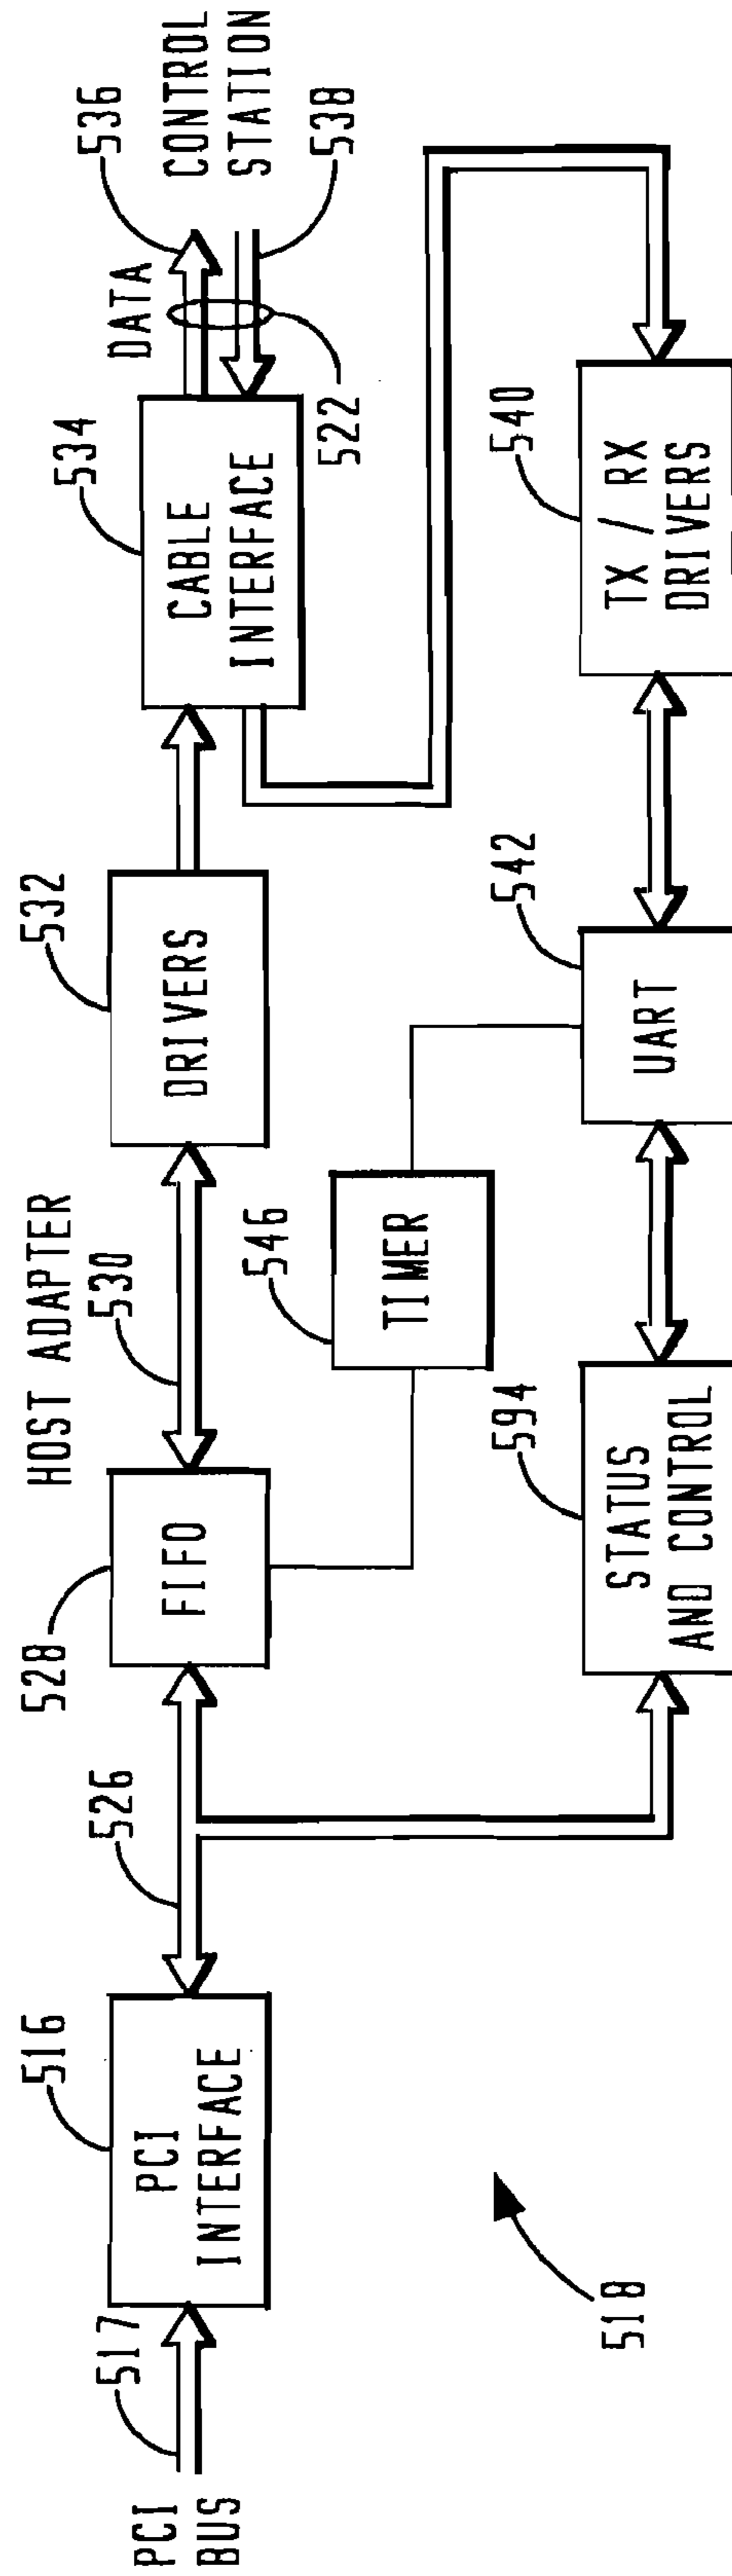 HOST ADAPTER
PCI
BUS
517
516
PCI
INTERFACE
526
528
FIFO
530
532
DRIVERS
534
CABLE
INTERFACE
DATA
536
CONTROL
STATION
538
522
546
TIMER
594
STATUS
AND CONTROL
542
UART
540
TX / RX
DRIVERS
518